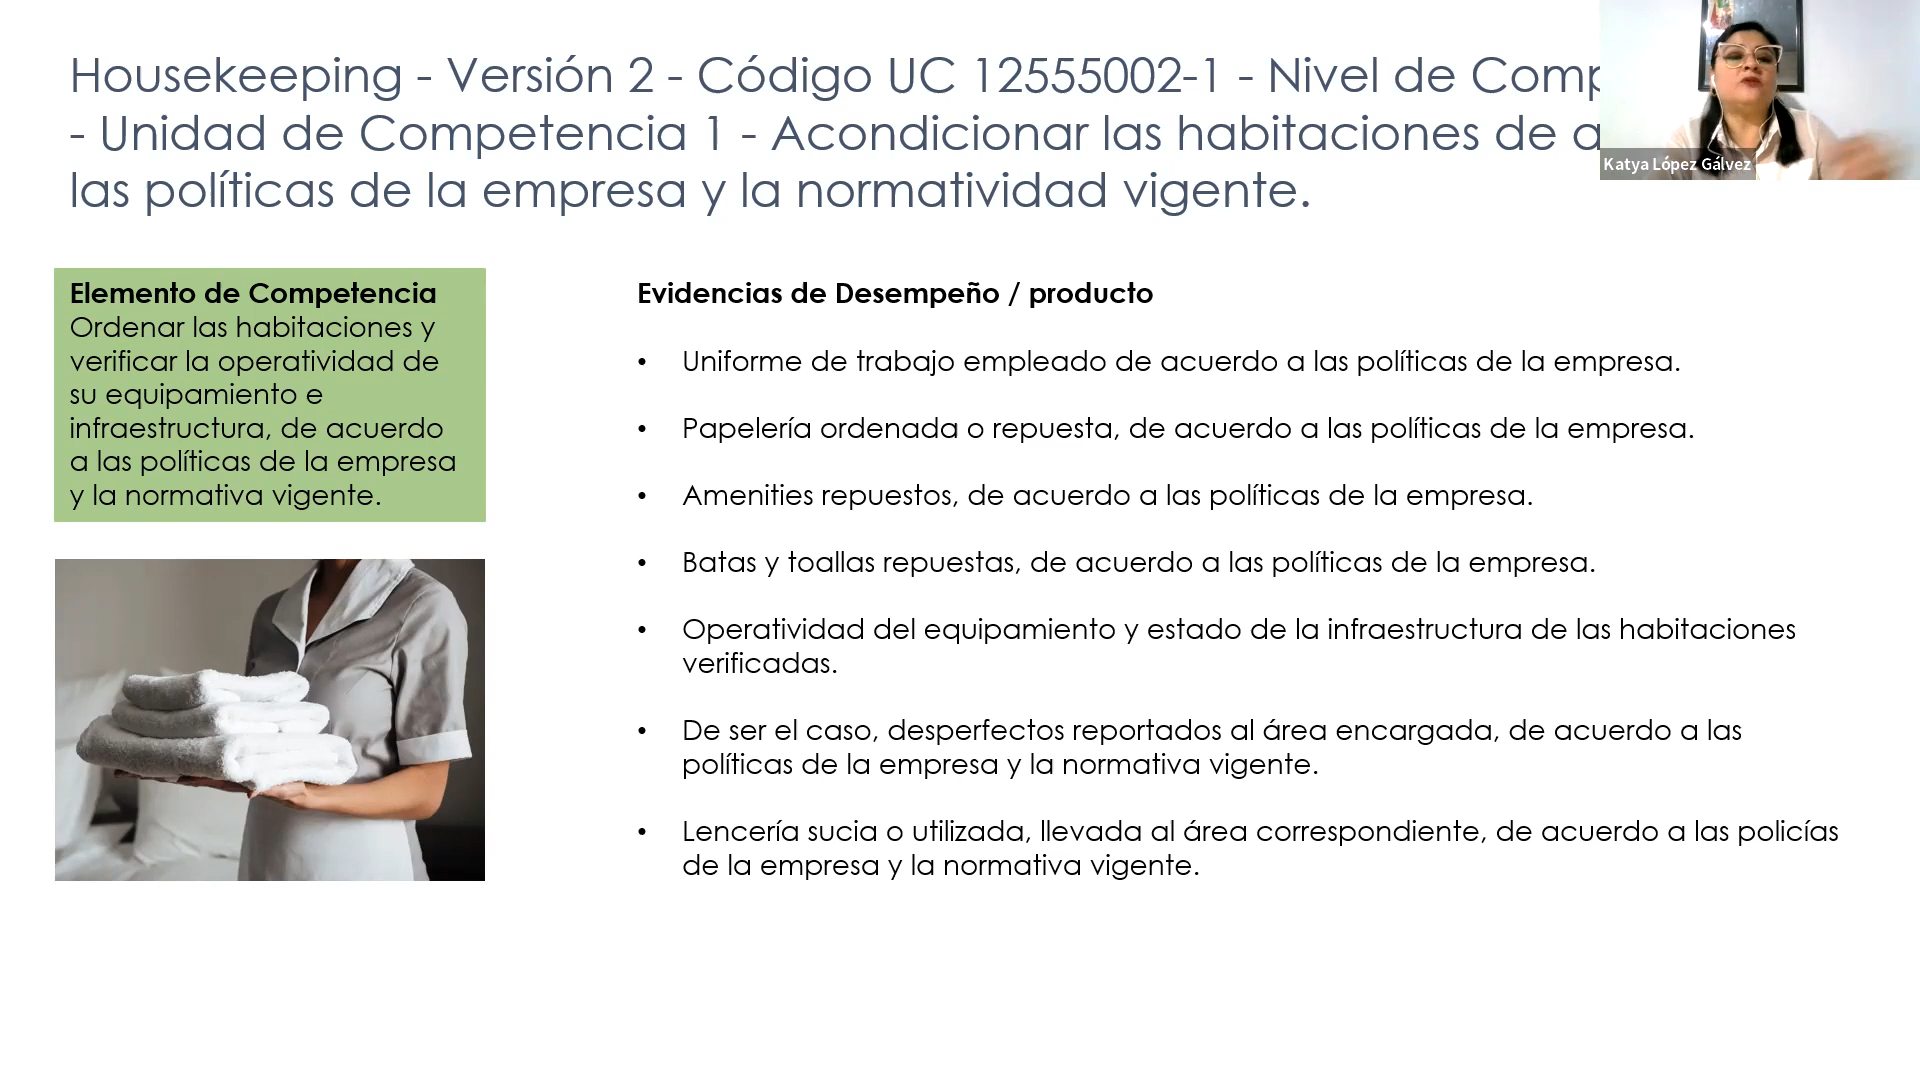 Housekeeping - Versión 2 - Código UC 12555002-1 - Nivel de Comp
- Unidad de Competencia 1 - Acondicionar las habitaciones de a
las políticas de la empresa y la normatividad vigente.
Katya López Gálvez
Elemento de Competencia
Ordenar las habitaciones y
verificar la operatividad de
su equipamiento e
infraestructura, de acuerdo
a las políticas de la empresa
y la normativa vigente.
Evidencias de Desempeño / producto
• Uniforme de trabajo empleado de acuerdo a las políticas de la empresa.
• Papelería ordenada o repuesta, de acuerdo a las políticas de la empresa.
• Amenities repuestos, de acuerdo a las políticas de la empresa.
• Batas y toallas repuestas, de acuerdo a las políticas de la empresa.
• Operatividad del equipamiento y estado de la infraestructura de las habitaciones
verificadas.
• De ser el caso, desperfectos reportados al área encargada, de acuerdo a las
políticas de la empresa y la normativa vigente.
• Lencería sucia o utilizada, llevada al área correspondiente, de acuerdo a las policías
de la empresa y la normativa vigente.